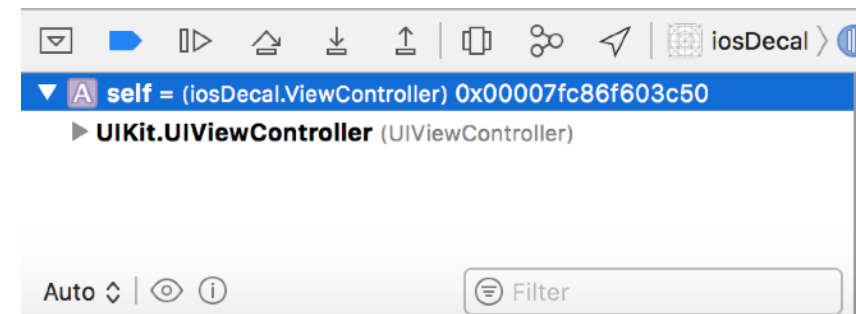 iosDecal
A self = (iosDecal.ViewController) 0x00007fc86f603c50
UIKit.UIViewController (UIViewController)
Auto
Filter